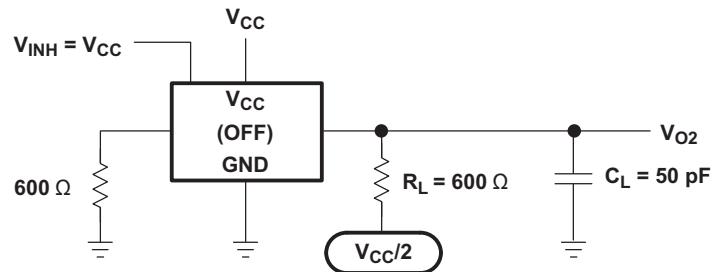 V_CC
V_INH = V_CC
V_CC
(OFF)
GND
V_O2
600 Ω
R_L = 600 Ω
C_L = 50 pF
V_CC/2